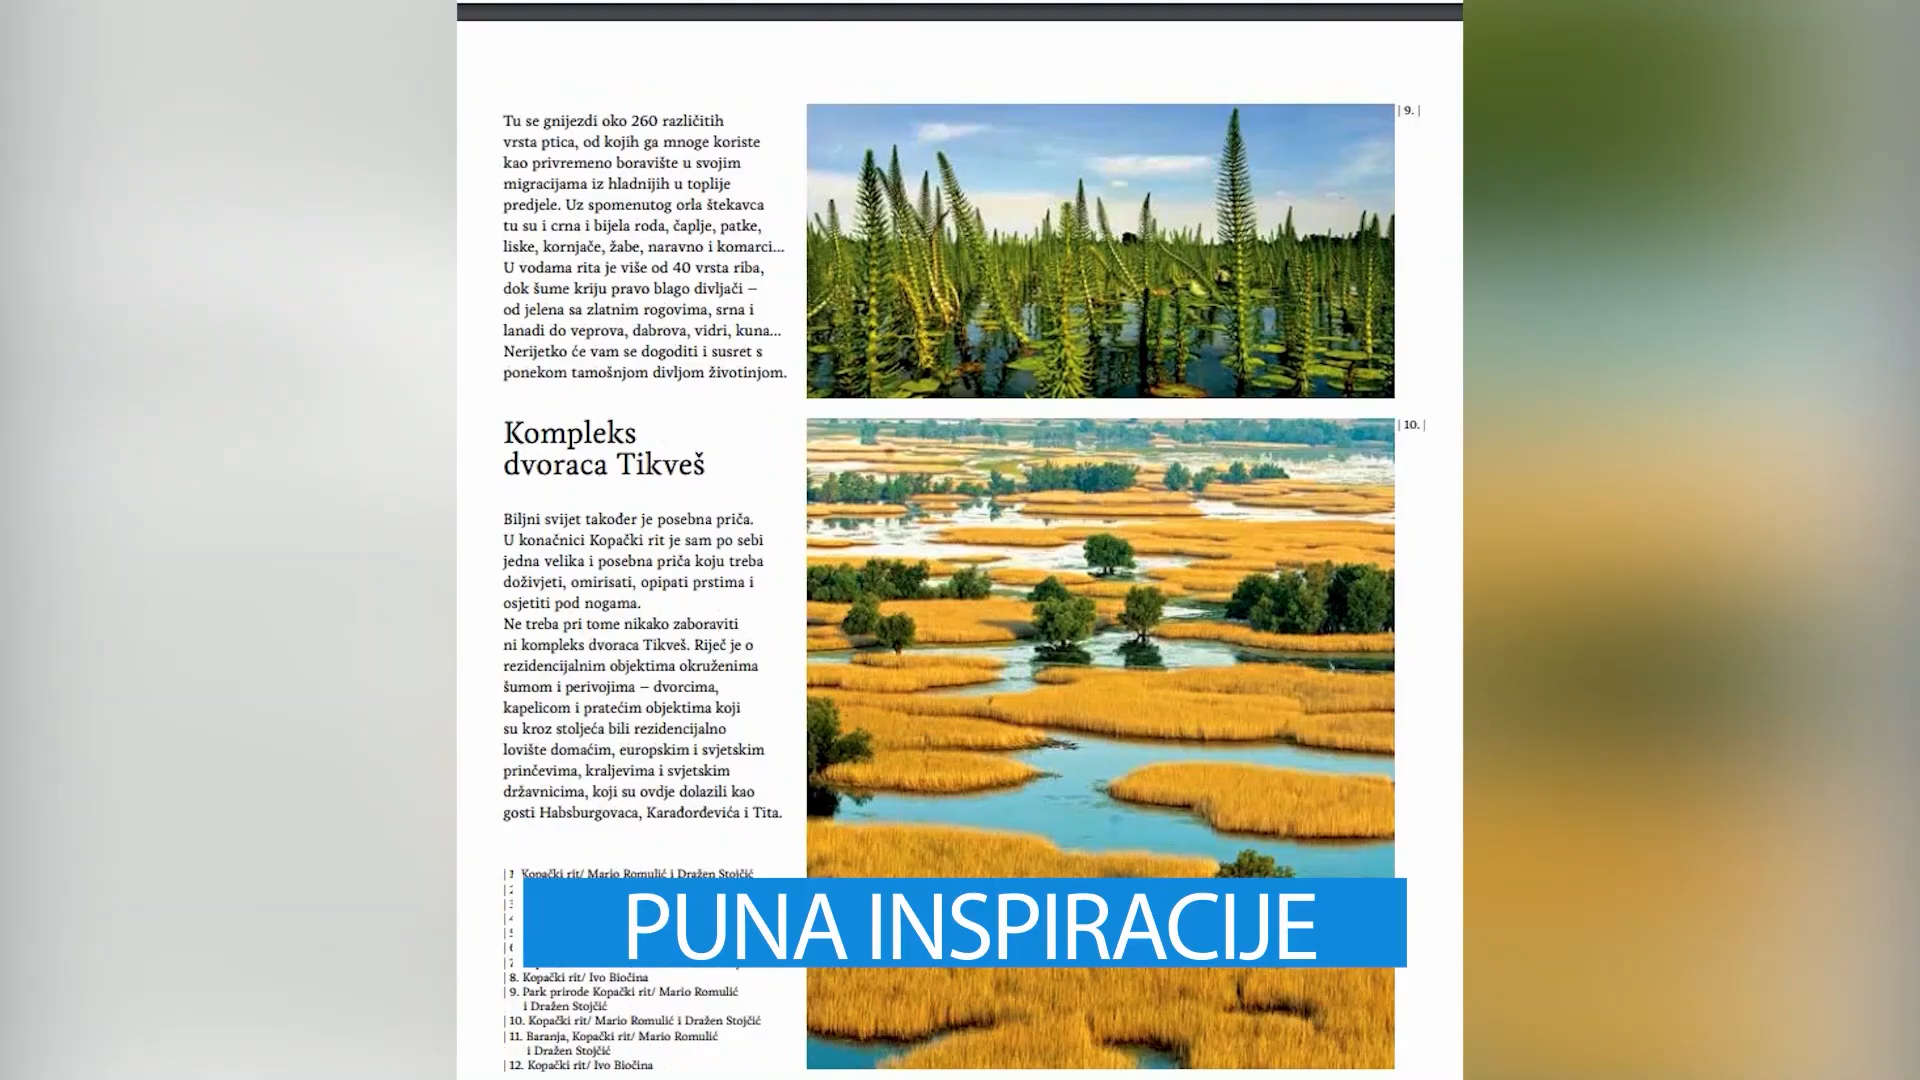 Tu se gnijezdi oko 260 različitih
vrsta ptica, od kojih ga mnoge koriste
kao privremeno boravište u svojim
migracijama iz hladnijih u toplije
predjele. Uz spomenutog orla štekavca
tu su i crna i bijela roda, čaplje, patke,
liske, kornjače, žabe, naravno i komarci...
U vodama rita je više od 40 vrsta riba,
dok šume kriju pravo blago divljači –
od jelena sa zlatnim rogovima, srna i
lanadi do veprova, dabrova, vidri, kuna...
Nerijetko će vam se dogoditi i susret s
ponekom tamošnjom divljom životinjom.
Kompleks
dvoraca Tikveš
Biljni svijet također je posebna priča.
U konačnici Kopački rit je sam po sebi
jedna velika i posebna priča koju treba
doživjeti, omirisati, opipati prstima i
osjetiti pod nogama.
Ne treba pri tome nikako zaboraviti
ni kompleks dvoraca Tikveš. Riječ je o
rezidencijalnim objektima okruženima
šumom i perivojima – dvorcima,
kapelicom i pratećim objektima koji
su kroz stoljeća bili rezidencijalno
lovište domaćim, europskim i svjetskim
prinčevima, kraljevima i svjetskim
državnicima, koji su ovdje dolazili kao
gosti Habsburgovaca, Karađorđevića i Tita.
| 1 Kopački rit/ Mario Romulić i Dražen Stojčić
| 8. Kopački rit/ Ivo Biočina
| 9. Park prirode Kopački rit/ Mario Romulić
i Dražen Stojčić
| 10. Kopački rit/ Mario Romulić i Dražen Stojčić
| 11. Baranja, Kopački rit/ Mario Romulić
i Dražen Stojčić
| 12. Kopački rit/ Ivo Biočina
| 9. |
| 10. |
PUNA INSPIRACIJE